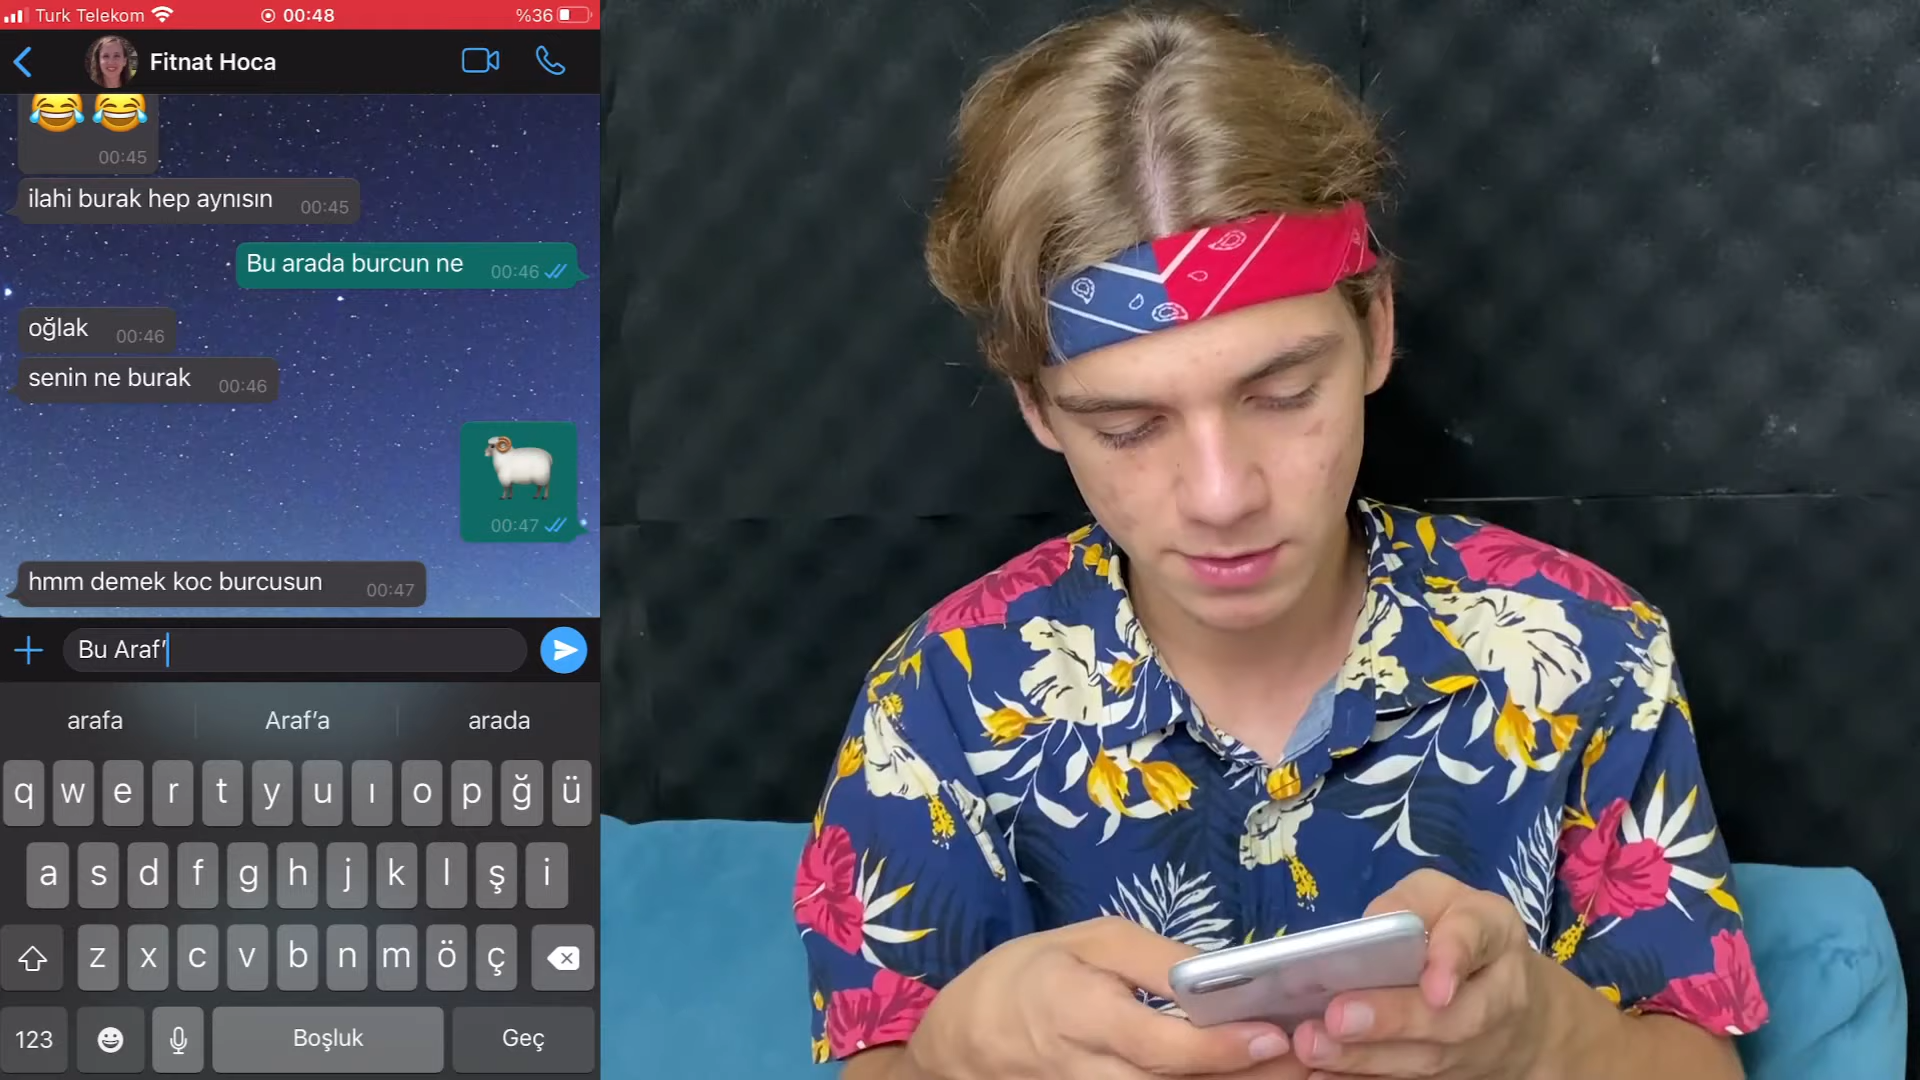 Turk Telekom
00:48
%36
Fitnat Hoca
00:45
ilahi burak hep aynısın 00:45
Bu arada burcun ne 00:46
oğlak 00:46
senin ne burak 00:46
00:47
hmm demek koc burcusun 00:47
Bu Araf'
arafa Araf'a arada
q w e r t y u ı o p ğ ü
a s d f g h j k l ş i
z x c v b n m ö ç
123 Boşluk Geç